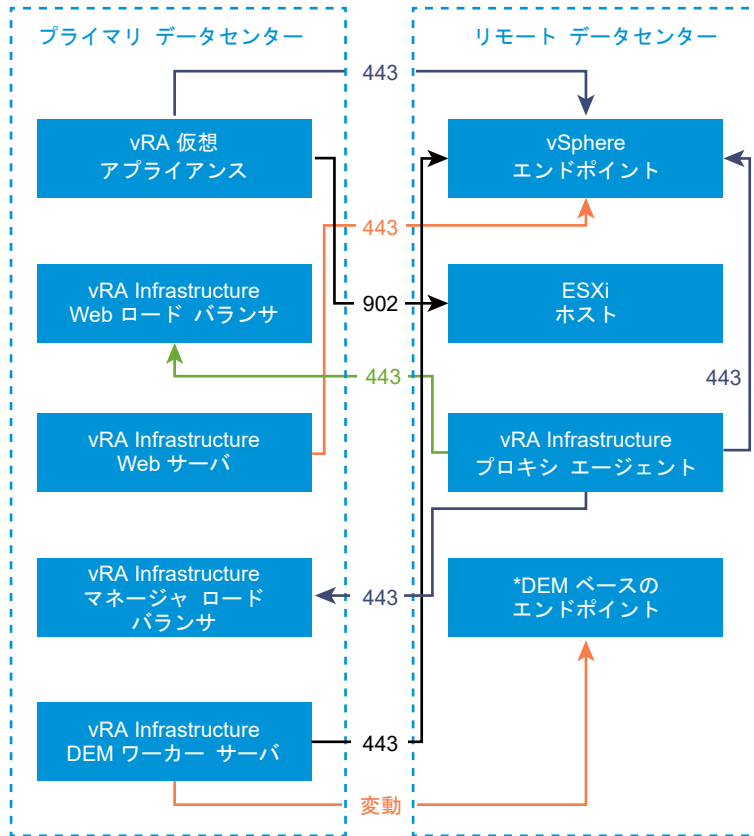 プライマリ データセンター
リモート データセンター
443
vRA 仮想
アプライアンス
vSphere
エンドポイント
443
vRA Infrastructure
Web ロード バランサ
902
ESXi
ホスト
443
443
vRA Infrastructure
Web サーバ
vRA Infrastructure
プロキシ エージェント
vRA Infrastructure
マネージャ ロード
バランサ
443
*DEM ベースの
エンドポイント
vRA Infrastructure
DEM ワーカー サーバ
443
変動